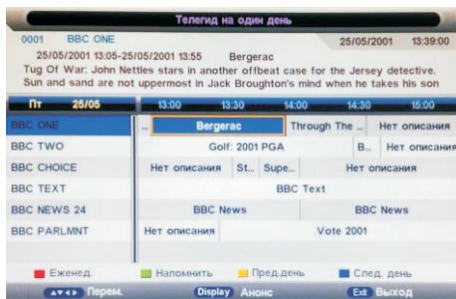 Телегид на один день
0001 BBC ONE 25/05/2001 13:39:00
25/05/2001 13:05-25/05/2001 13:55 Bergerac
Tug Of War: John Nettles stars in another offbeat case for the Jersey detective.
Sun and sand are not uppermost in Jack Broughton's mind when he takes his son
Пт 25/05 13:00 13:30 14:00 14:30 15:00
BBC ONE ... Bergerac Through The ... Нет описания
BBC TWO Golf: 2001 PGA B... Нет описания
BBC CHOICE Нет описания St... Supe... Нет описания
BBC TEXT BBC Text
BBC NEWS 24 BBC News BBC News
BBC PARLMNT Нет описания Vote 2001
Еженед. Напомнить Пред.день След. день
▲▼◄► Перем. Display Анонс Exit Выход